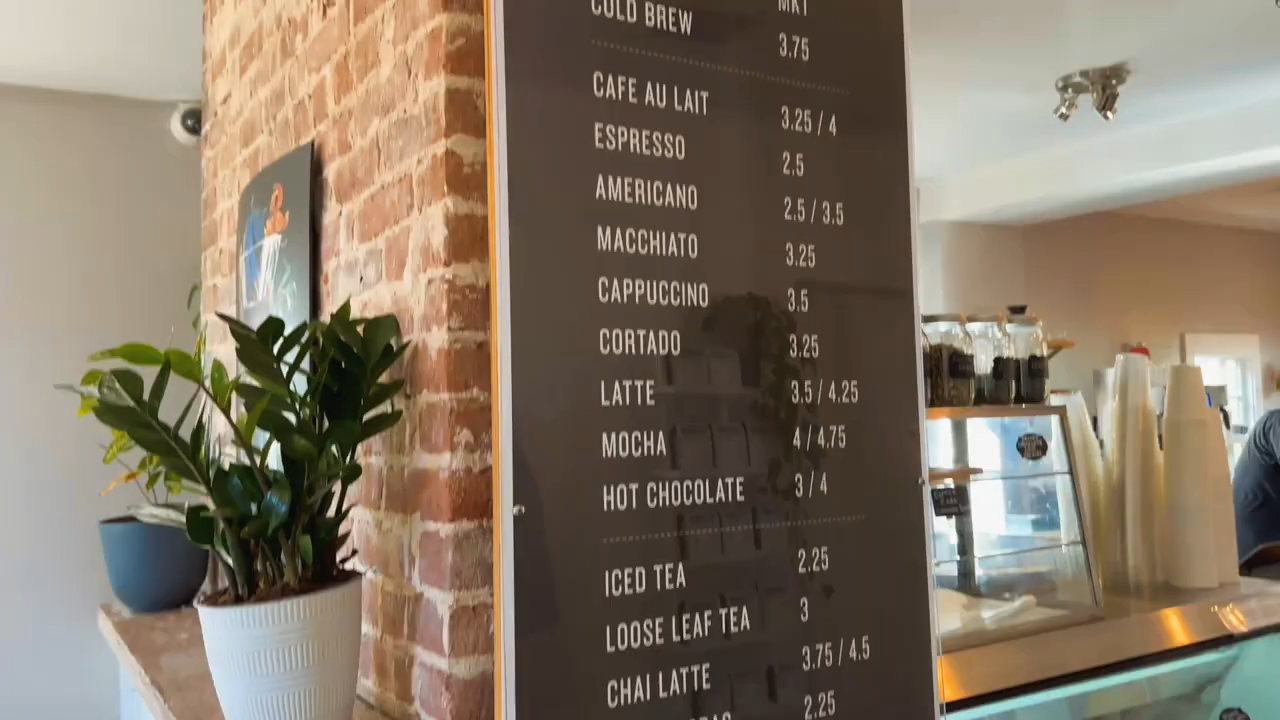 MKT
COLD BREW 3.75
CAFE AU LAIT 3.25 / 4
ESPRESSO 2.5
AMERICANO 2.5 / 3.5
MACCHIATO 3.25
CAPPUCCINO 3.5
CORTADO 3.25
LATTE 3.5 / 4.25
MOCHA 4 / 4.75
HOT CHOCOLATE 3 / 4
ICED TEA 2.25
LOOSE LEAF TEA 3
CHAI LATTE 3.75 / 4.5
2.25